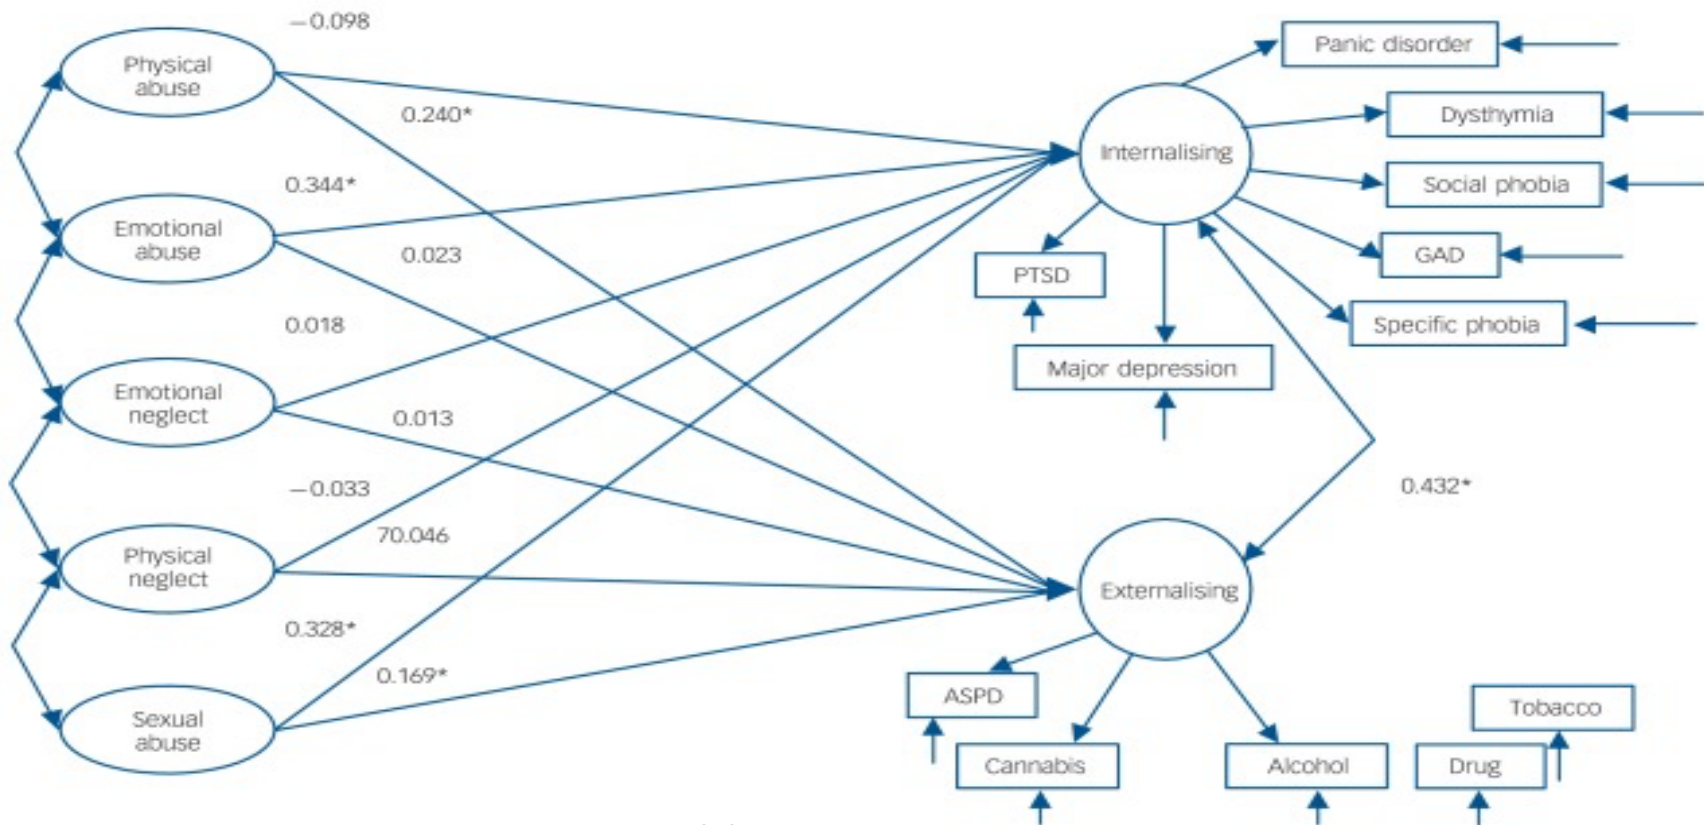 −0.098
Physical
abuse
0.240*
0.344*
Emotional
abuse
0.023
0.018
Emotional
neglect
0.013
−0.033
Physical
neglect
70.046
0.328*
Sexual
abuse
0.169*
Internalising
Panic disorder
Dysthymia
Social phobia
GAD
Specific phobia
PTSD
Major depression
0.432*
Externalising
ASPD
Cannabis
Alcohol
Drug
Tobacco